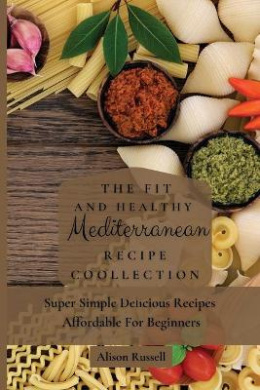 THE FIT
AND HEALTHY
Mediterranean
RECIPE
COOLLECTION
Super Simple Delicious Recipes
Affordable For Beginners
Alison Russell